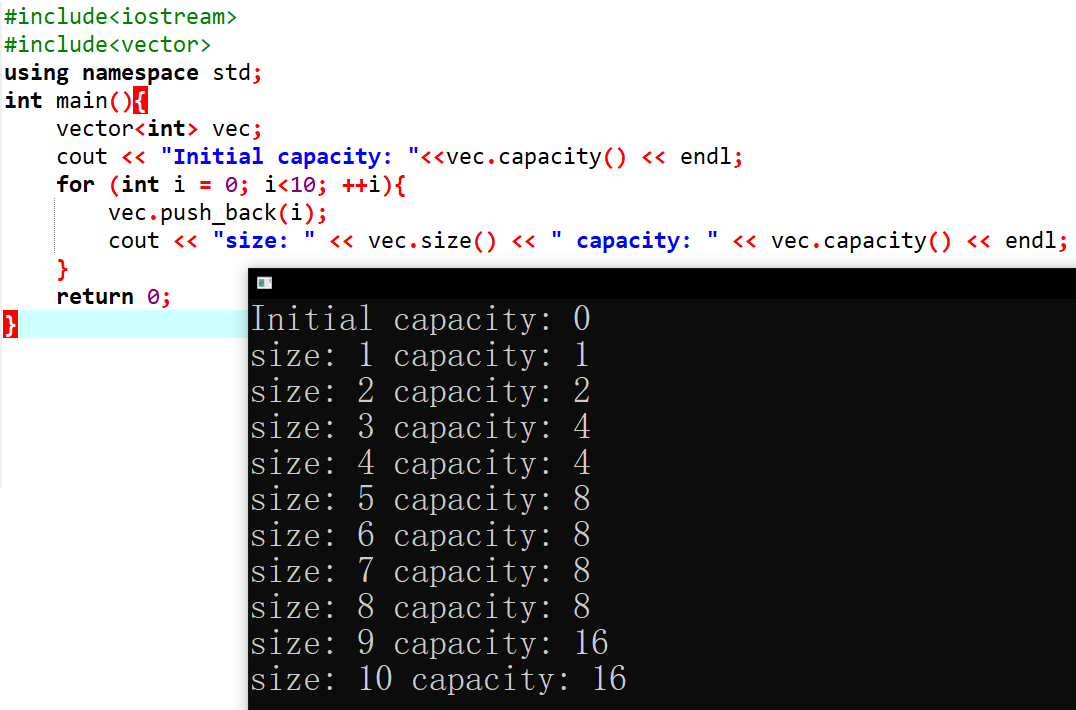 #include<iostream>
#include<vector>
using namespace std;
int main(){
    vector<int> vec;
    cout << "Initial capacity: "<<vec.capacity() << endl;
    for (int i = 0; i<10; ++i){
        vec.push_back(i);
        cout << "size: " << vec.size() << " capacity: " << vec.capacity() << endl;
    }
    return 0;
}
Initial capacity: 0
size: 1 capacity: 1
size: 2 capacity: 2
size: 3 capacity: 4
size: 4 capacity: 4
size: 5 capacity: 8
size: 6 capacity: 8
size: 7 capacity: 8
size: 8 capacity: 8
size: 9 capacity: 16
size: 10 capacity: 16